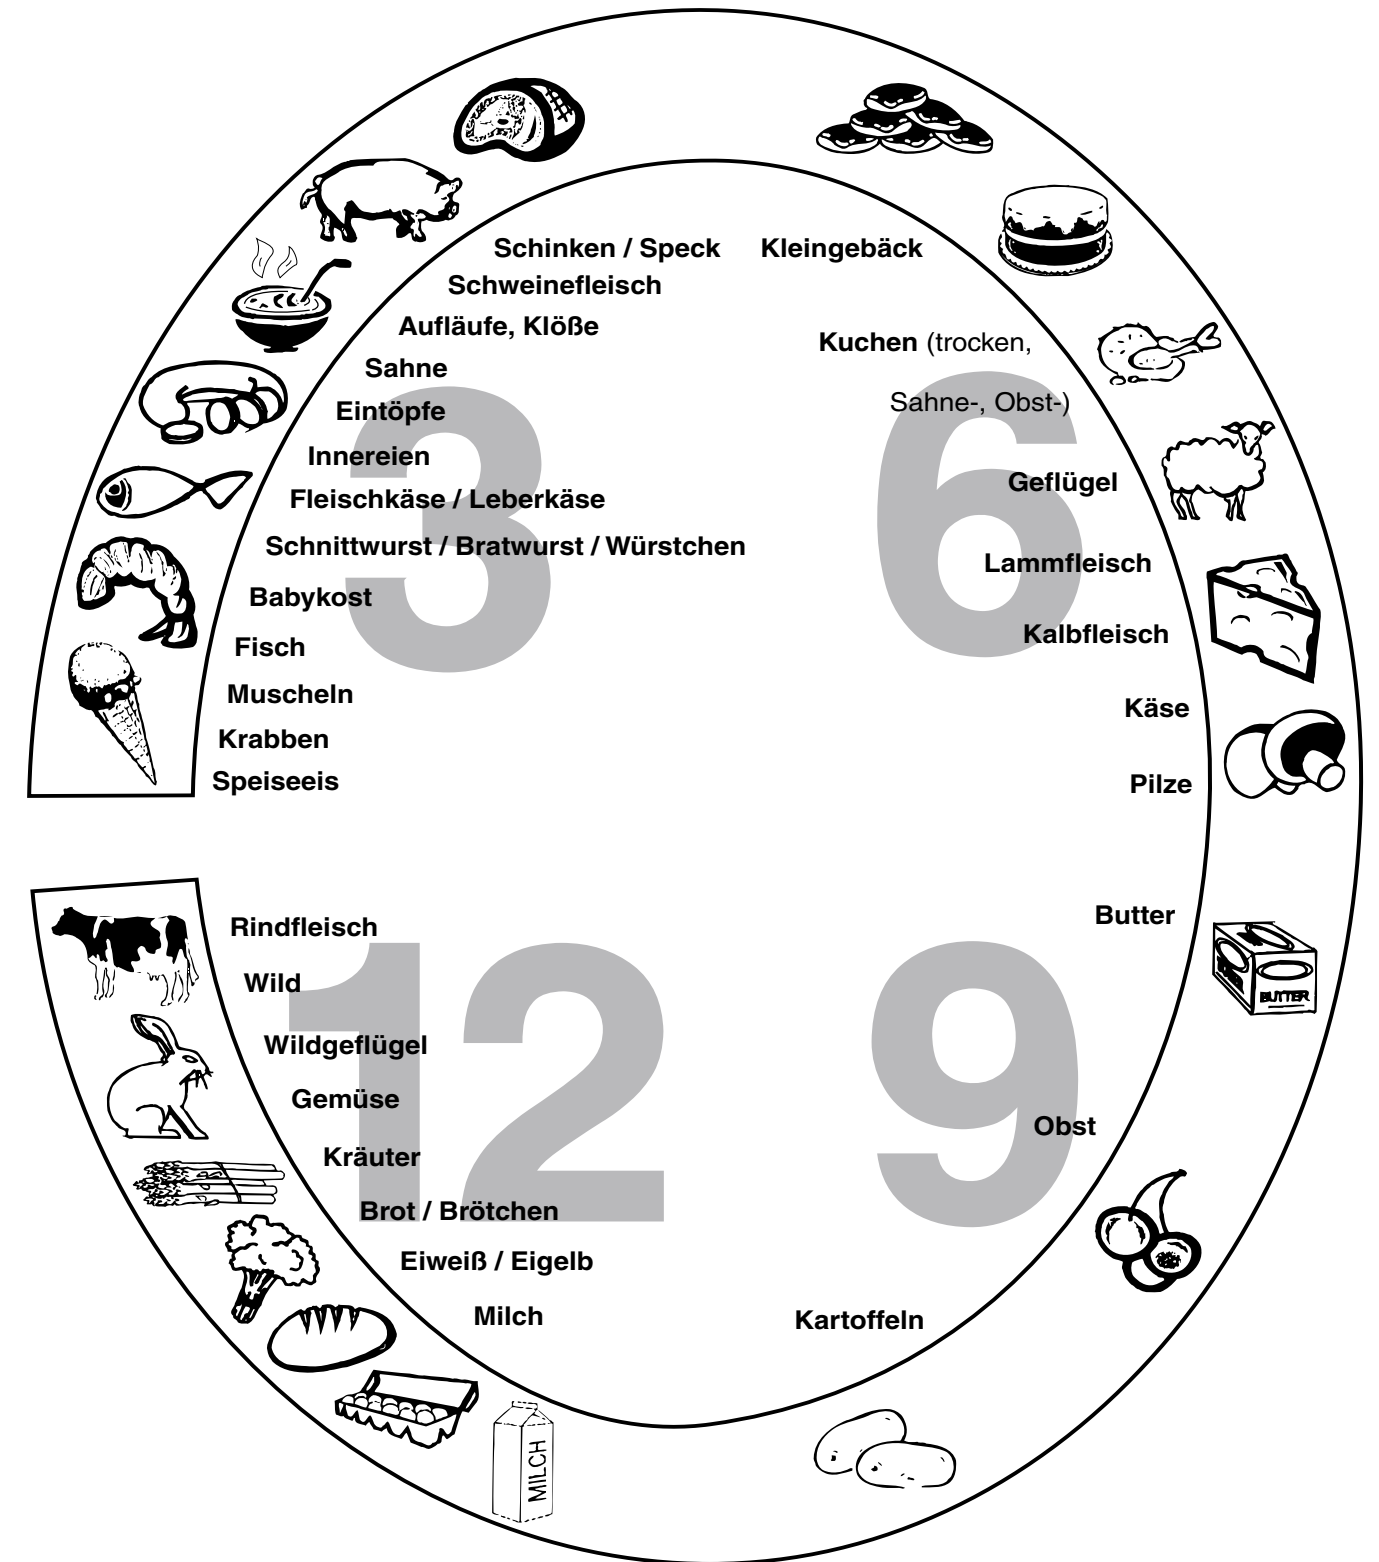 Schinken / Speck
Schweinefleisch
Aufläufe, Klöße
Sahne
Eintöpfe
Innereien
Fleischkäse / Leberkäse
Schnittwurst / Bratwurst / Würstchen
Babykost
Fisch
Muscheln
Krabben
Speiseeis
3
Kleingebäck
Kuchen (trocken,
Sahne-, Obst-)
Geflügel
Lammfleisch
Kalbfleisch
Käse
Pilze
6
Rindfleisch
Wild
Wildgeflügel
Gemüse
Kräuter
Brot / Brötchen
Eiweiß / Eigelb
Milch
12
MILCH
Butter
BUTTER
Obst
Kartoffeln
9